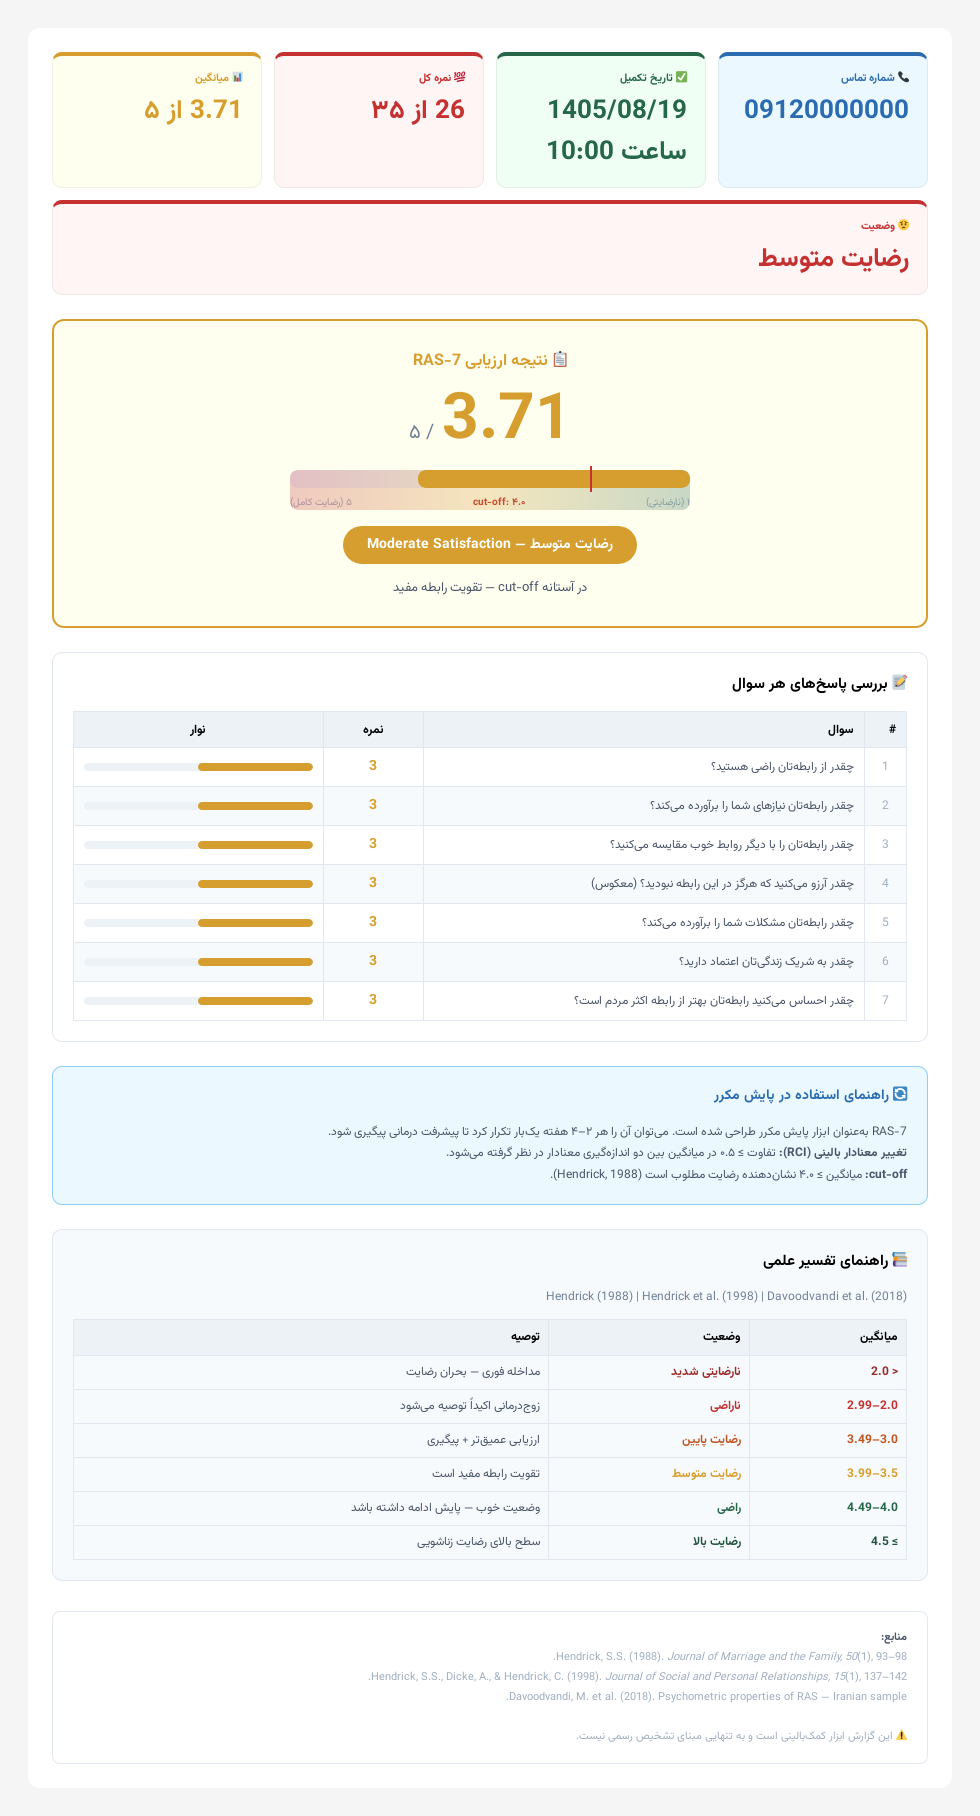 📞 شماره تماس
09120000000
✅ تاریخ تکمیل
1405/08/19
ساعت 10:00
💯 نمره کل
26 از ۳۵
📊 میانگین
3.71 از ۵
🤨 وضعیت
رضایت متوسط
📋 نتیجه ارزیابی RAS-7
3.71 / ۵
۱ (نارضایتی) cut-off: ۴.۰ ۵ (رضایت کامل)
رضایت متوسط — Moderate Satisfaction
در آستانه cut-off — تقویت رابطه مفید
📝 بررسی پاسخ‌های هر سوال
# سوال نمره نوار
1 چقدر از رابطه‌تان راضی هستید؟ 3
2 چقدر رابطه‌تان نیازهای شما را برآورده می‌کند؟ 3
3 چقدر رابطه‌تان را با دیگر روابط خوب مقایسه می‌کنید؟ 3
4 چقدر آرزو می‌کنید که هرگز در این رابطه نبودید؟ (معکوس) 3
5 چقدر رابطه‌تان مشکلات شما را برآورده می‌کند؟ 3
6 چقدر به شریک زندگی‌تان اعتماد دارید؟ 3
7 چقدر احساس می‌کنید رابطه‌تان بهتر از رابطه اکثر مردم است؟ 3
🔄 راهنمای استفاده در پایش مکرر
RAS-7 به‌عنوان ابزار پایش مکرر طراحی شده است. می‌توان آن را هر ۲–۴ هفته یک‌بار تکرار کرد تا پیشرفت درمانی پیگیری شود.
تغییر معنادار بالینی (RCI): تفاوت ≥ ۰.۵ در میانگین بین دو اندازه‌گیری معنادار در نظر گرفته می‌شود.
cut-off: میانگین ≥ ۴.۰ نشان‌دهنده رضایت مطلوب است (Hendrick, 1988).
📚 راهنمای تفسیر علمی
Hendrick (1988) | Hendrick et al. (1998) | Davoodvandi et al. (2018)
میانگین وضعیت توصیه
< 2.0 نارضایتی شدید مداخله فوری — بحران رضایت
2.0–2.99 ناراضی زوج‌درمانی اکیداً توصیه می‌شود
3.0–3.49 رضایت پایین ارزیابی عمیق‌تر + پیگیری
3.5–3.99 رضایت متوسط تقویت رابطه مفید است
4.0–4.49 راضی وضعیت خوب — پایش ادامه داشته باشد
≥ 4.5 رضایت بالا سطح بالای رضایت زناشویی
منابع:
Hendrick, S.S. (1988). Journal of Marriage and the Family, 50(1), 93–98.
Hendrick, S.S., Dicke, A., & Hendrick, C. (1998). Journal of Social and Personal Relationships, 15(1), 137–142.
Davoodvandi, M. et al. (2018). Psychometric properties of RAS — Iranian sample.
⚠️ این گزارش ابزار کمک‌بالینی است و به تنهایی مبنای تشخیص رسمی نیست.